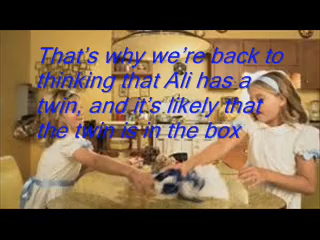 That's why we're back to
thinking that Ali has a
twin, and it's likely that
the twin is in the box